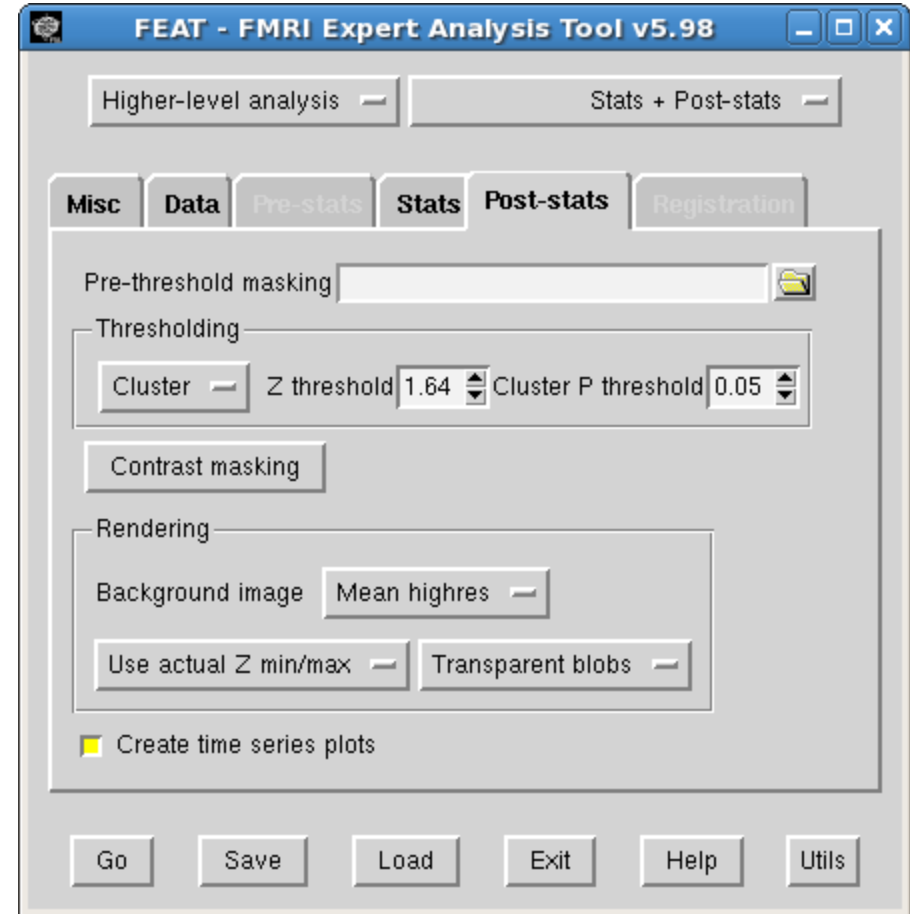 FEAT - FMRI Expert Analysis Tool v5.98
Higher-level analysis Stats + Post-stats
Misc Data Pre-stats Stats Post-stats Registration
Pre-threshold masking
Thresholding
Cluster Z threshold 1.64 Cluster P threshold 0.05
Contrast masking
Rendering
Background image Mean highres
Use actual Z min/max Transparent blobs
Create time series plots
Go Save Load Exit Help Utils